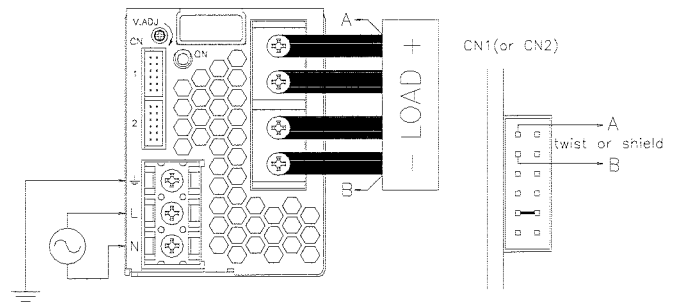 V.ADJ
CN
ON
1
2
L
N
A
+
LOAD
-
B
CN1(or CN2)
A
twist or shield
B